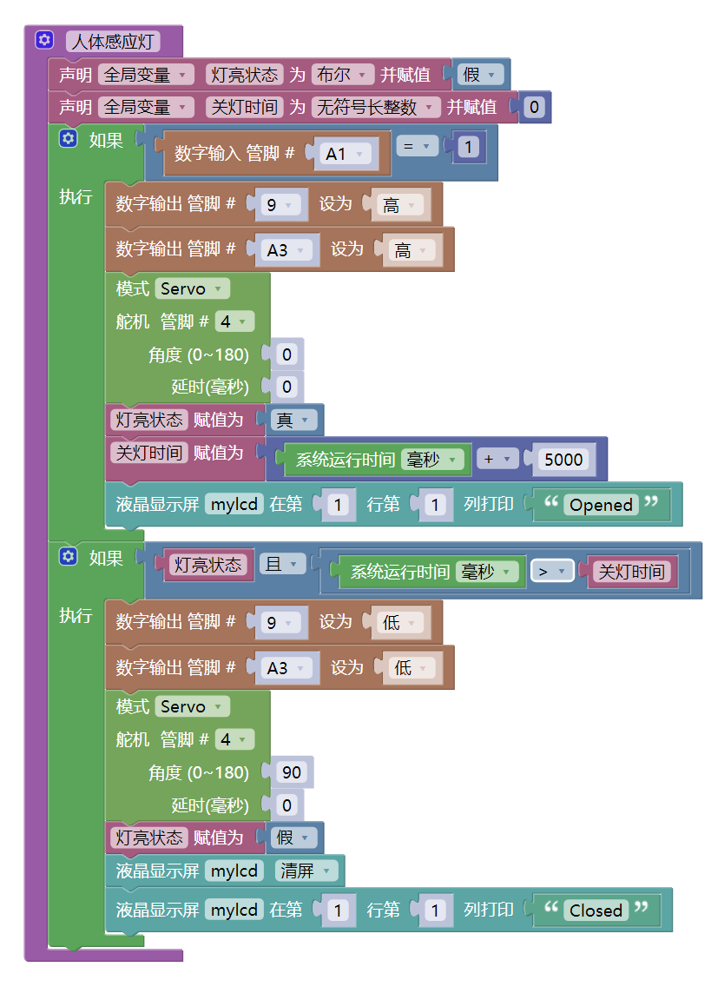 人体感应灯
声明 全局变量 灯亮状态 为 布尔 并赋值 假
声明 全局变量 关灯时间 为 无符号长整数 并赋值 0
如果 数字输入 管脚 # A1 = 1
执行 数字输出 管脚 # 9 设为 高
数字输出 管脚 # A3 设为 高
模式 Servo
舵机 管脚 # 4
角度 (0~180) 0
延时(毫秒) 0
灯亮状态 赋值为 真
关灯时间 赋值为 系统运行时间 毫秒 + 5000
液晶显示屏 mylcd 在第 1 行第 1 列打印 “ Opened ”
如果 灯亮状态 且 系统运行时间 毫秒 > 关灯时间
执行 数字输出 管脚 # 9 设为 低
数字输出 管脚 # A3 设为 低
模式 Servo
舵机 管脚 # 4
角度 (0~180) 90
延时(毫秒) 0
灯亮状态 赋值为 假
液晶显示屏 mylcd 清屏
液晶显示屏 mylcd 在第 1 行第 1 列打印 “ Closed ”